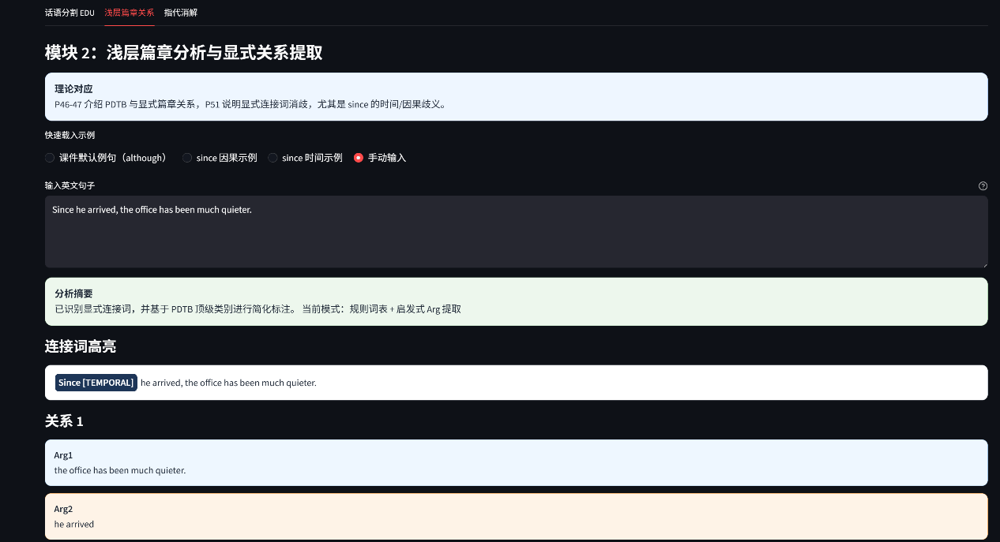 话语分割 EDU 浅层篇章关系 指代消解
模块 2：浅层篇章分析与显式关系提取
理论对应
P46-47 介绍 PDTB 与显式篇章关系，P51 说明显式连接词消歧，尤其是 since 的时间/因果歧义。
快速载入示例
课件默认例句（although） since 因果示例 since 时间示例 手动输入
输入英文句子
Since he arrived, the office has been much quieter.
分析摘要
已识别显式连接词，并基于 PDTB 顶级类别进行简化标注。 当前模式：规则词表 + 启发式 Arg 提取
连接词高亮
Since [TEMPORAL] he arrived, the office has been much quieter.
关系 1
Arg1
the office has been much quieter.
Arg2
he arrived